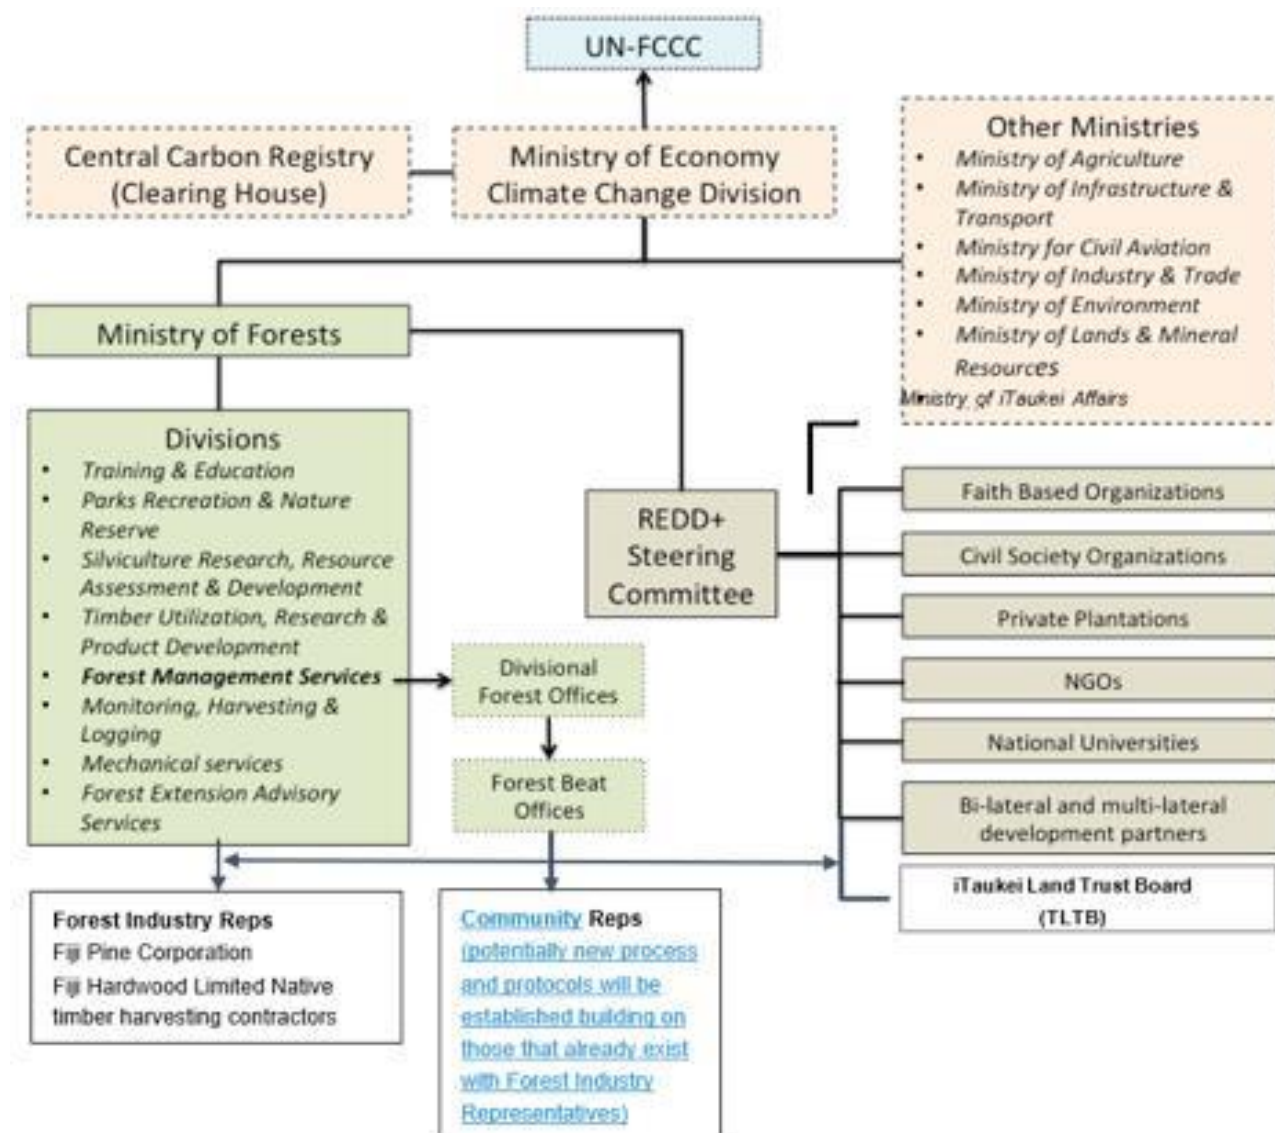 UN-FCCC
Central Carbon Registry
(Clearing House)
Ministry of Economy
Climate Change Division
Other Ministries
• Ministry of Agriculture
• Ministry of Infrastructure &
Transport
• Ministry for Civil Aviation
• Ministry of Industry & Trade
• Ministry of Environment
• Ministry of Lands & Mineral
Resources
• Ministry of iTaukei Affairs
Ministry of Forests
Divisions
• Training & Education
• Parks Recreation & Nature
Reserve
• Silviculture Research, Resource
Assessment & Development
• Timber Utilization, Research &
Product Development
• Forest Management Services
• Monitoring, Harvesting &
Logging
• Mechanical services
• Forest Extension Advisory
Services
Divisional
Forest Offices
Forest Beat
Offices
REDD+
Steering
Committee
Faith Based Organizations
Civil Society Organizations
Private Plantations
NGOs
National Universities
Bi-lateral and multi-lateral
development partners
iTaukei Land Trust Board
(TLTB)
Forest Industry Reps
Fiji Pine Corporation
Fiji Hardwood Limited Native
timber harvesting contractors
Community Reps
(potentially new process
and protocols will be
established building on
those that already exist
with Forest Industry
Representatives)